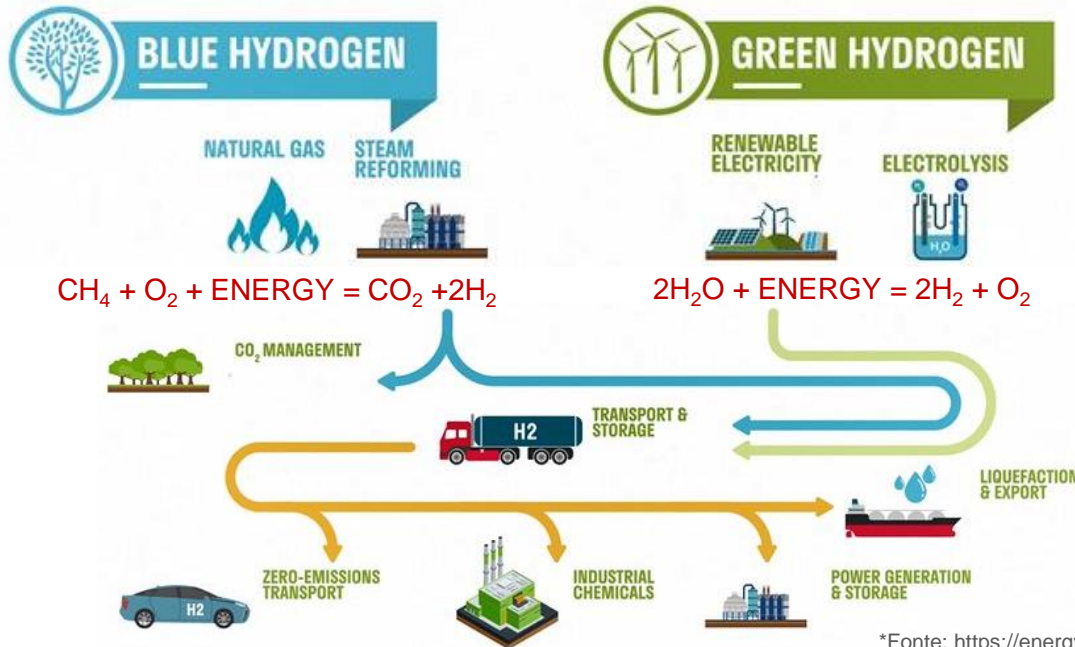 BLUE HYDROGEN
GREEN HYDROGEN
NATURAL GAS
STEAM
REFORMING
RENEWABLE
ELECTRICITY
ELECTROLYSIS
H₂O
CH₄ + O₂ + ENERGY = CO₂ +2H₂
2H₂O + ENERGY = 2H₂ + O₂
CO₂ MANAGEMENT
H2
TRANSPORT &
STORAGE
LIQUEFACTION
& EXPORT
H2
ZERO-EMISSIONS
TRANSPORT
INDUSTRIAL
CHEMICALS
POWER GENERATION
& STORAGE
*Fonte: https://energy